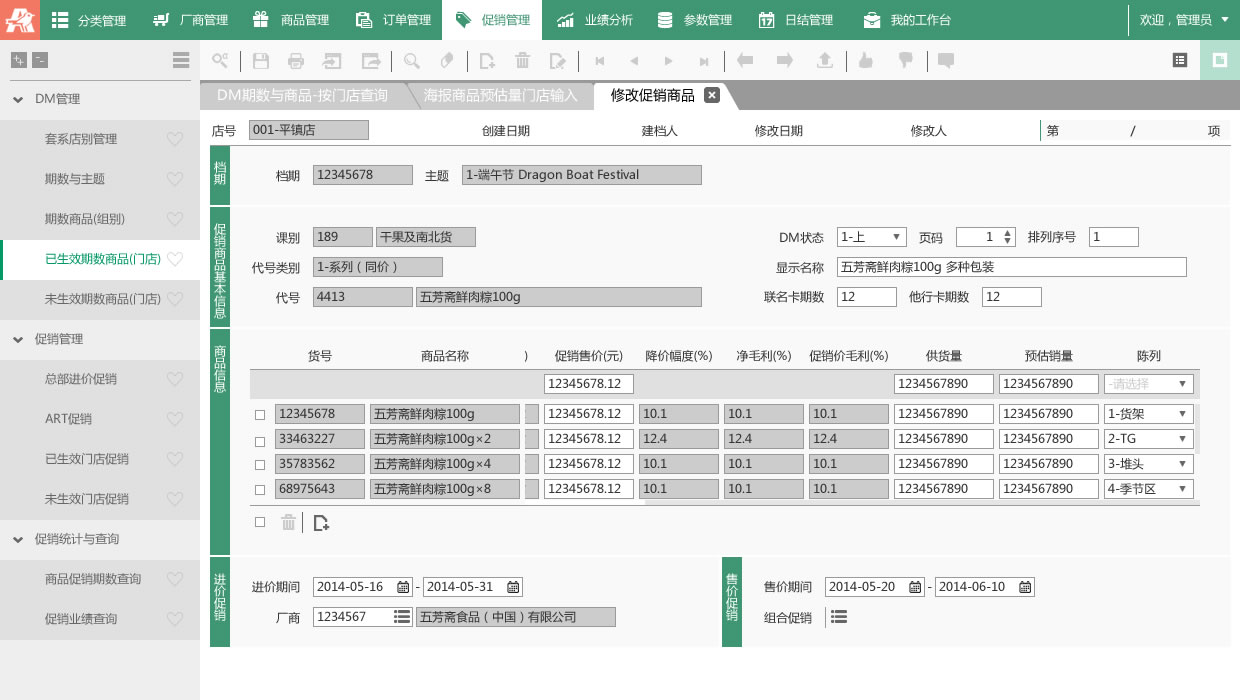 分类管理 厂商管理 商品管理 订单管理 促销管理 业绩分析 参数管理 日结管理 我的工作台 欢迎，管理员
DM管理
套系店别管理
期数与主题
期数商品(组别)
已生效期数商品(门店)
未生效期数商品(门店)
促销管理
总部进价促销
ART促销
已生效门店促销
未生效门店促销
促销统计与查询
商品促销期数查询
促销业绩查询
DM期数与商品-按门店查询 海报商品预估量门店输入 修改促销商品
店号 001-平镇店 创建日期 建档人 修改日期 修改人 第 / 项
档期
档期 12345678 主题 1-端午节 Dragon Boat Festival
促销商品基本信息
课别 189 干果及南北货 DM状态 1-上 页码 1 排列序号 1
代号类别 1-系列（同价） 显示名称 五芳斋鲜肉粽100g 多种包装
代号 4413 五芳斋鲜肉粽100g 联名卡期数 12 他行卡期数 12
商品信息
货号 商品名称 ) 促销售价(元) 降价幅度(%) 净毛利(%) 促销价毛利(%) 供货量 预估销量 陈列
12345678.12 1234567890 1234567890 -请选择
12345678 五芳斋鲜肉粽100g 12345678.12 10.1 10.1 10.1 1234567890 1234567890 1-货架
33463227 五芳斋鲜肉粽100g×2 12345678.12 12.4 12.4 12.4 1234567890 1234567890 2-TG
35783562 五芳斋鲜肉粽100g×4 12345678.12 10.1 10.1 10.1 1234567890 1234567890 3-堆头
68975643 五芳斋鲜肉粽100g×8 12345678.12 10.1 10.1 10.1 1234567890 1234567890 4-季节区
进价促销
进价期间 2014-05-16 - 2014-05-31
厂商 1234567 五芳斋食品（中国）有限公司
售价促销
售价期间 2014-05-20 - 2014-06-10
组合促销